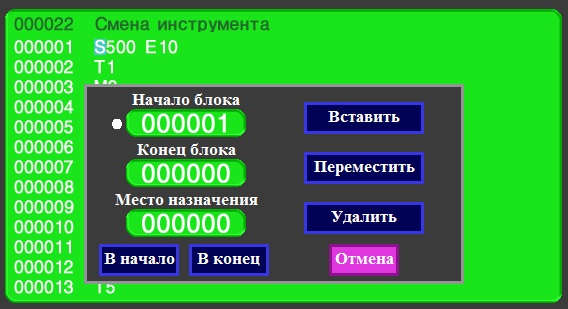 000022 Смена инструмента
000001 S500 E10
000002 T1
000003
000004
000005
000006
000007
000008
000009
000010
000011
000012
000013 T5
Начало блока
000001
Конец блока
000000
Место назначения
000000
В начало В конец
Вставить
Переместить
Удалить
Отмена